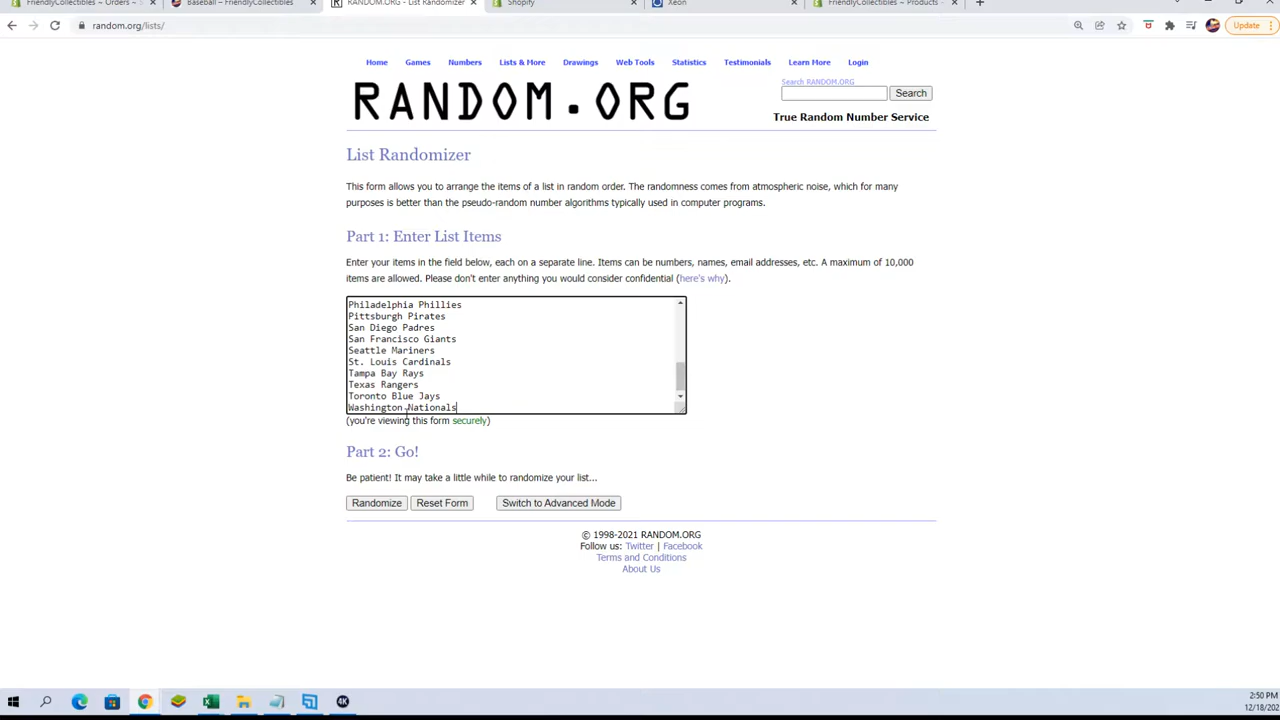 FriendlyCollectibles ~ Orders ~
Baseball – FriendlyCollectibles
RANDOM.ORG - List Randomizer
Shopify
Xeon
FriendlyCollectibles ~ Products ~
random.org/lists/
Update
Home
Games
Numbers
Lists & More
Drawings
Web Tools
Statistics
Testimonials
Learn More
Login
RANDOM.ORG
Search RANDOM.ORG
Search
True Random Number Service
List Randomizer
This form allows you to arrange the items of a list in random order. The randomness comes from atmospheric noise, which for many
purposes is better than the pseudo-random number algorithms typically used in computer programs.
Part 1: Enter List Items
Enter your items in the field below, each on a separate line. Items can be numbers, names, email addresses, etc. A maximum of 10,000
items are allowed. Please don't enter anything you would consider confidential (here's why).
Philadelphia Phillies
Pittsburgh Pirates
San Diego Padres
San Francisco Giants
Seattle Mariners
St. Louis Cardinals
Tampa Bay Rays
Texas Rangers
Toronto Blue Jays
Washington Nationals
(you're viewing this form securely)
Part 2: Go!
Be patient! It may take a little while to randomize your list...
Randomize
Reset Form
Switch to Advanced Mode
© 1998-2021 RANDOM.ORG
Follow us: Twitter | Facebook
Terms and Conditions
About Us
4K
2:50 PM
12/18/202